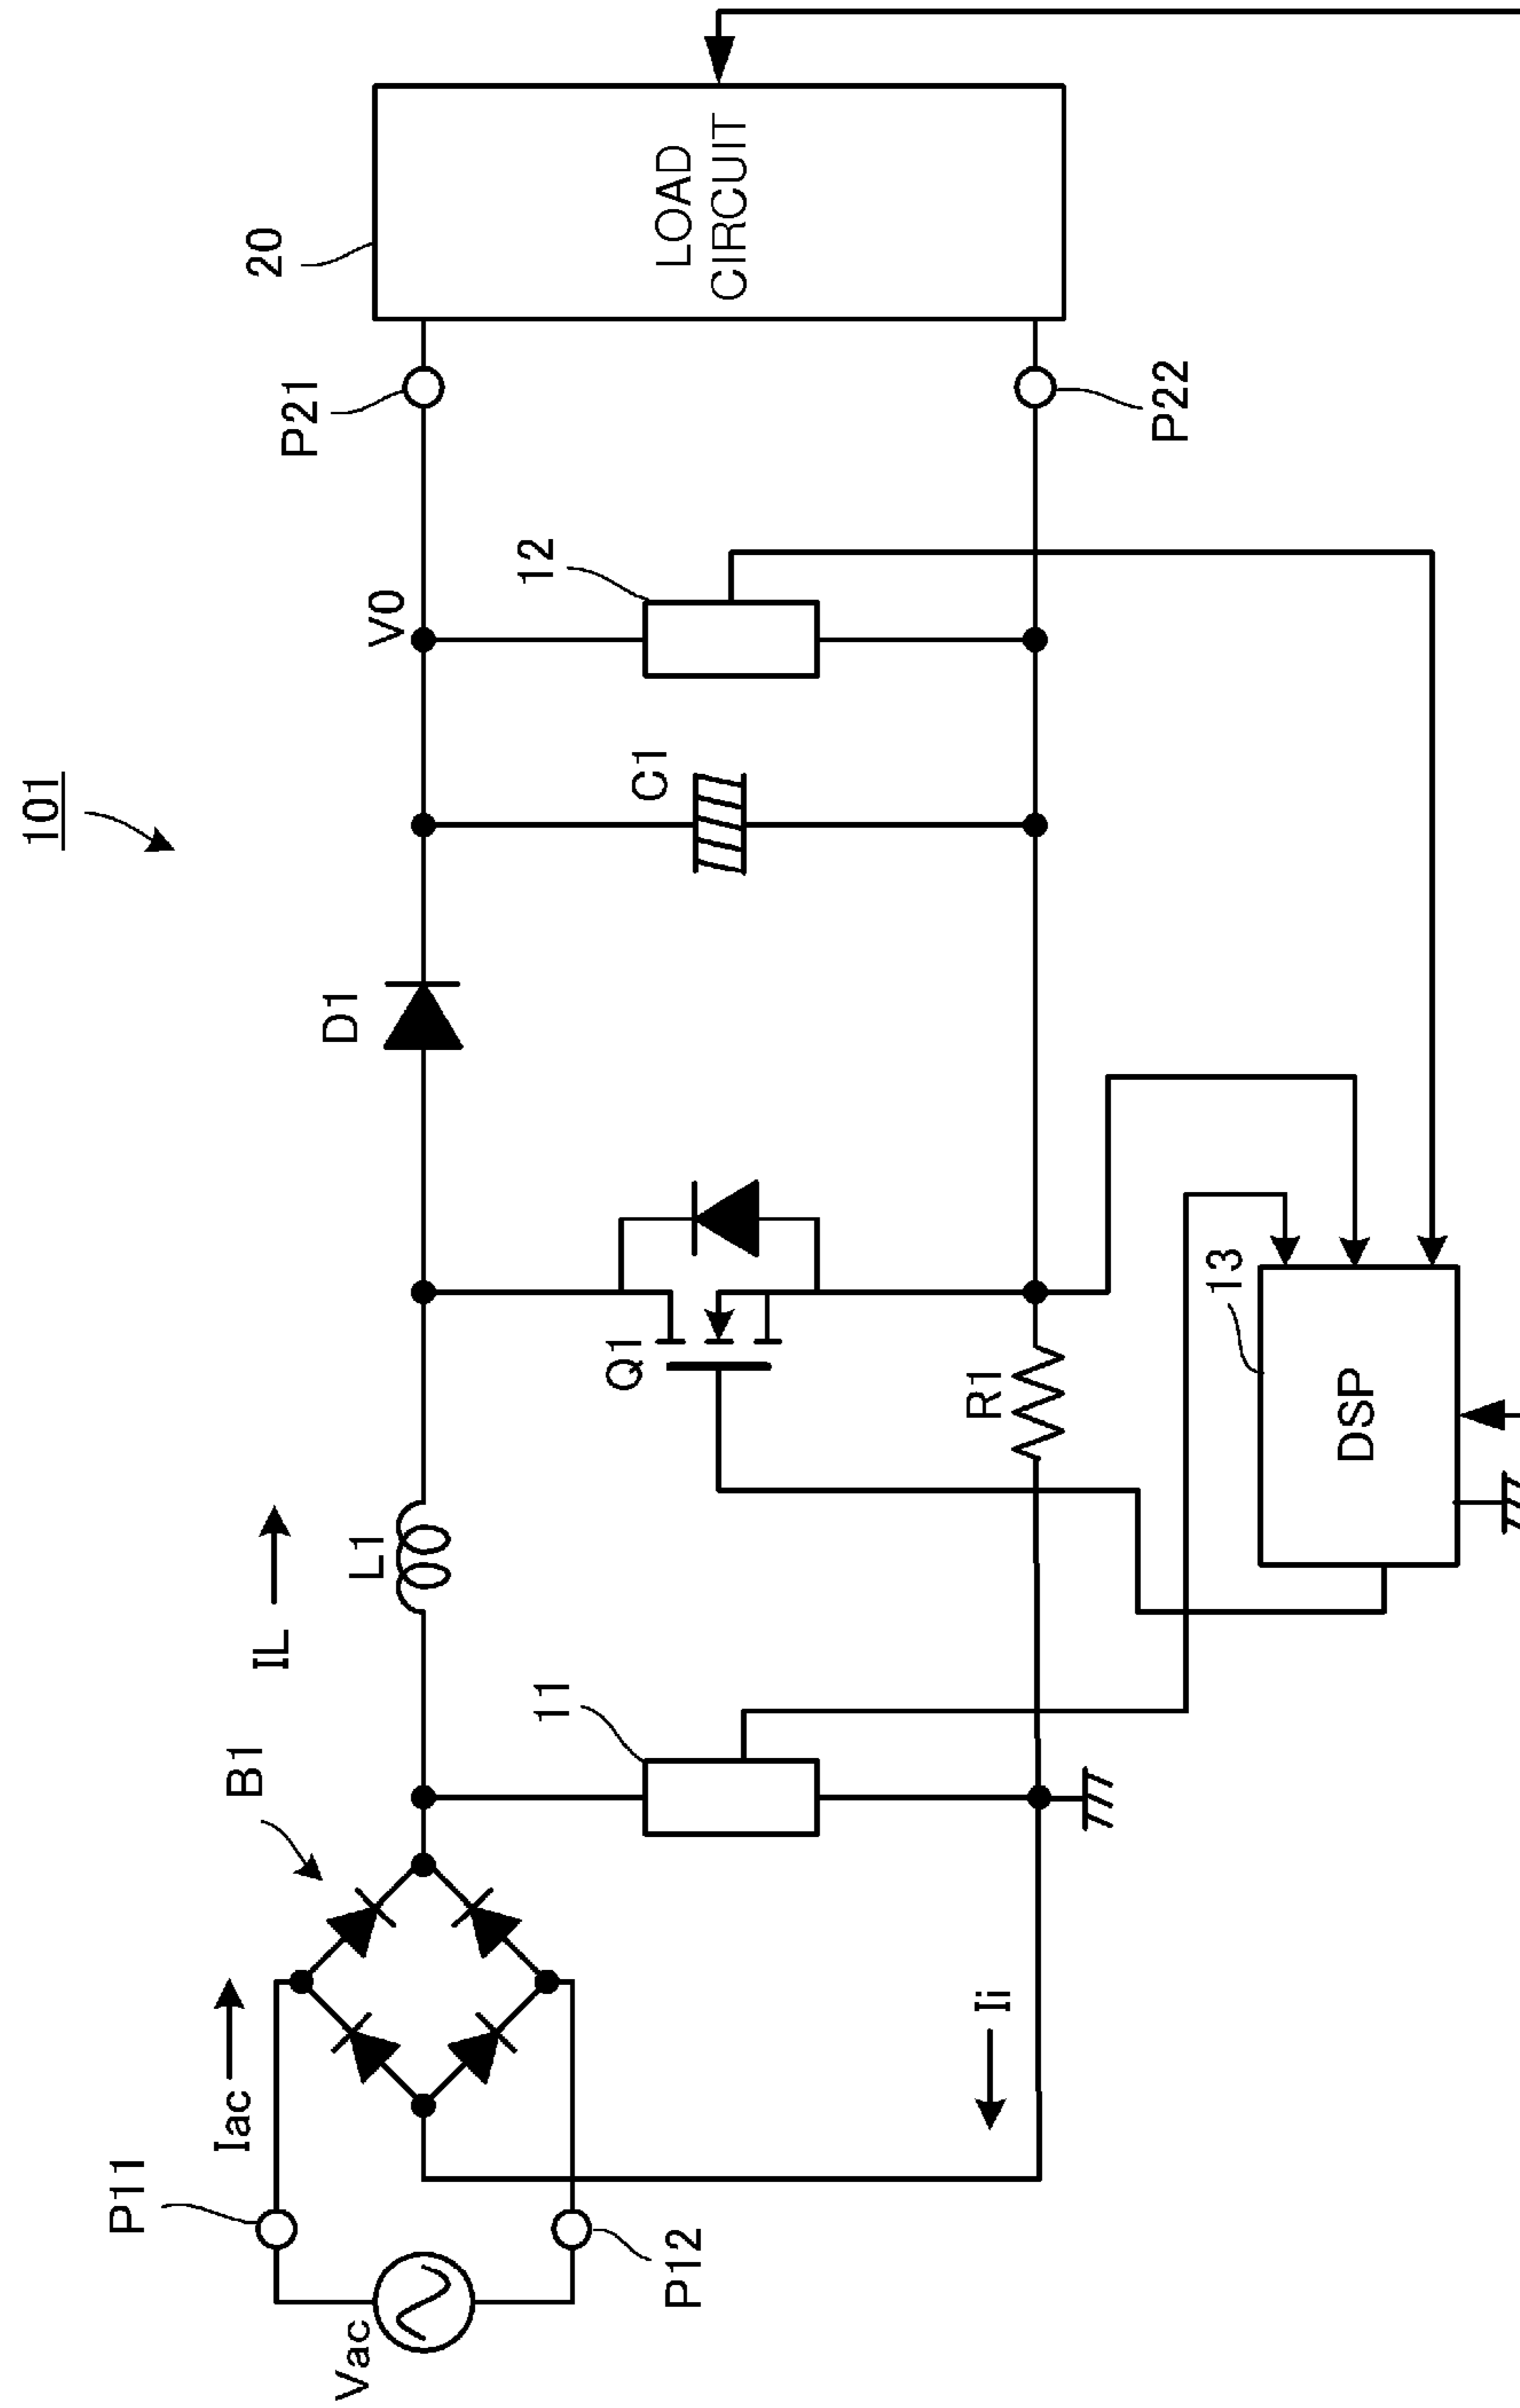 101
IL
L1
D1
V0
P21
20
LOAD
CIRCUIT
B1
Iac
P11
Vac
P12
11
Q1
C1
12
R1
Ii
P22
13
DSP